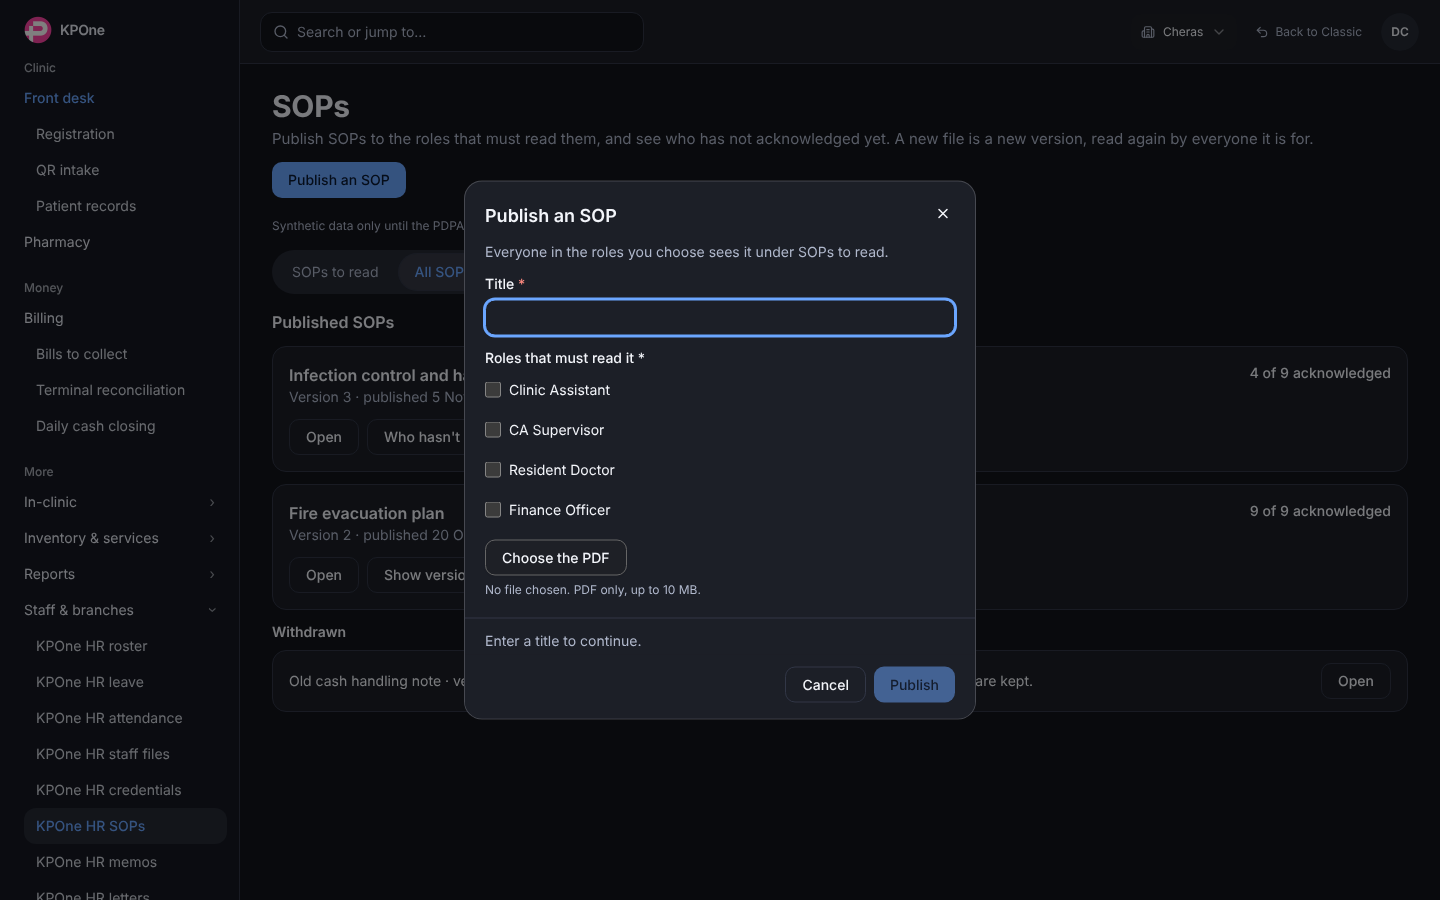 KPOne
Search or jump to...
Cheras
Back to Classic
DC
Clinic
Front desk
Registration
QR intake
Patient records
Pharmacy
Money
Billing
Bills to collect
Terminal reconciliation
Daily cash closing
More
In-clinic
Inventory & services
Reports
Staff & branches
KPOne HR roster
KPOne HR leave
KPOne HR attendance
KPOne HR staff files
KPOne HR credentials
KPOne HR SOPs
KPOne HR memos
KPOne HR letters
SOPs
Publish SOPs to the roles that must read them, and see who has not acknowledged yet. A new file is a new version, read again by everyone it is for.
Publish an SOP
Synthetic data only until the PDPA
SOPs to read
All SOP
Published SOPs
Infection control and
Version 3 · published 5
4 of 9 acknowledged
Open
Who hasn't
Fire evacuation plan
Version 2 · published 20
9 of 9 acknowledged
Open
Show
Withdrawn
Old cash handling note ·
are kept.
Open
Publish an SOP
Everyone in the roles you choose sees it under SOPs to read.
Title *
Roles that must read it *
Clinic Assistant
CA Supervisor
Resident Doctor
Finance Officer
Choose the PDF
No file chosen. PDF only, up to 10 MB.
Enter a title to continue.
Cancel
Publish